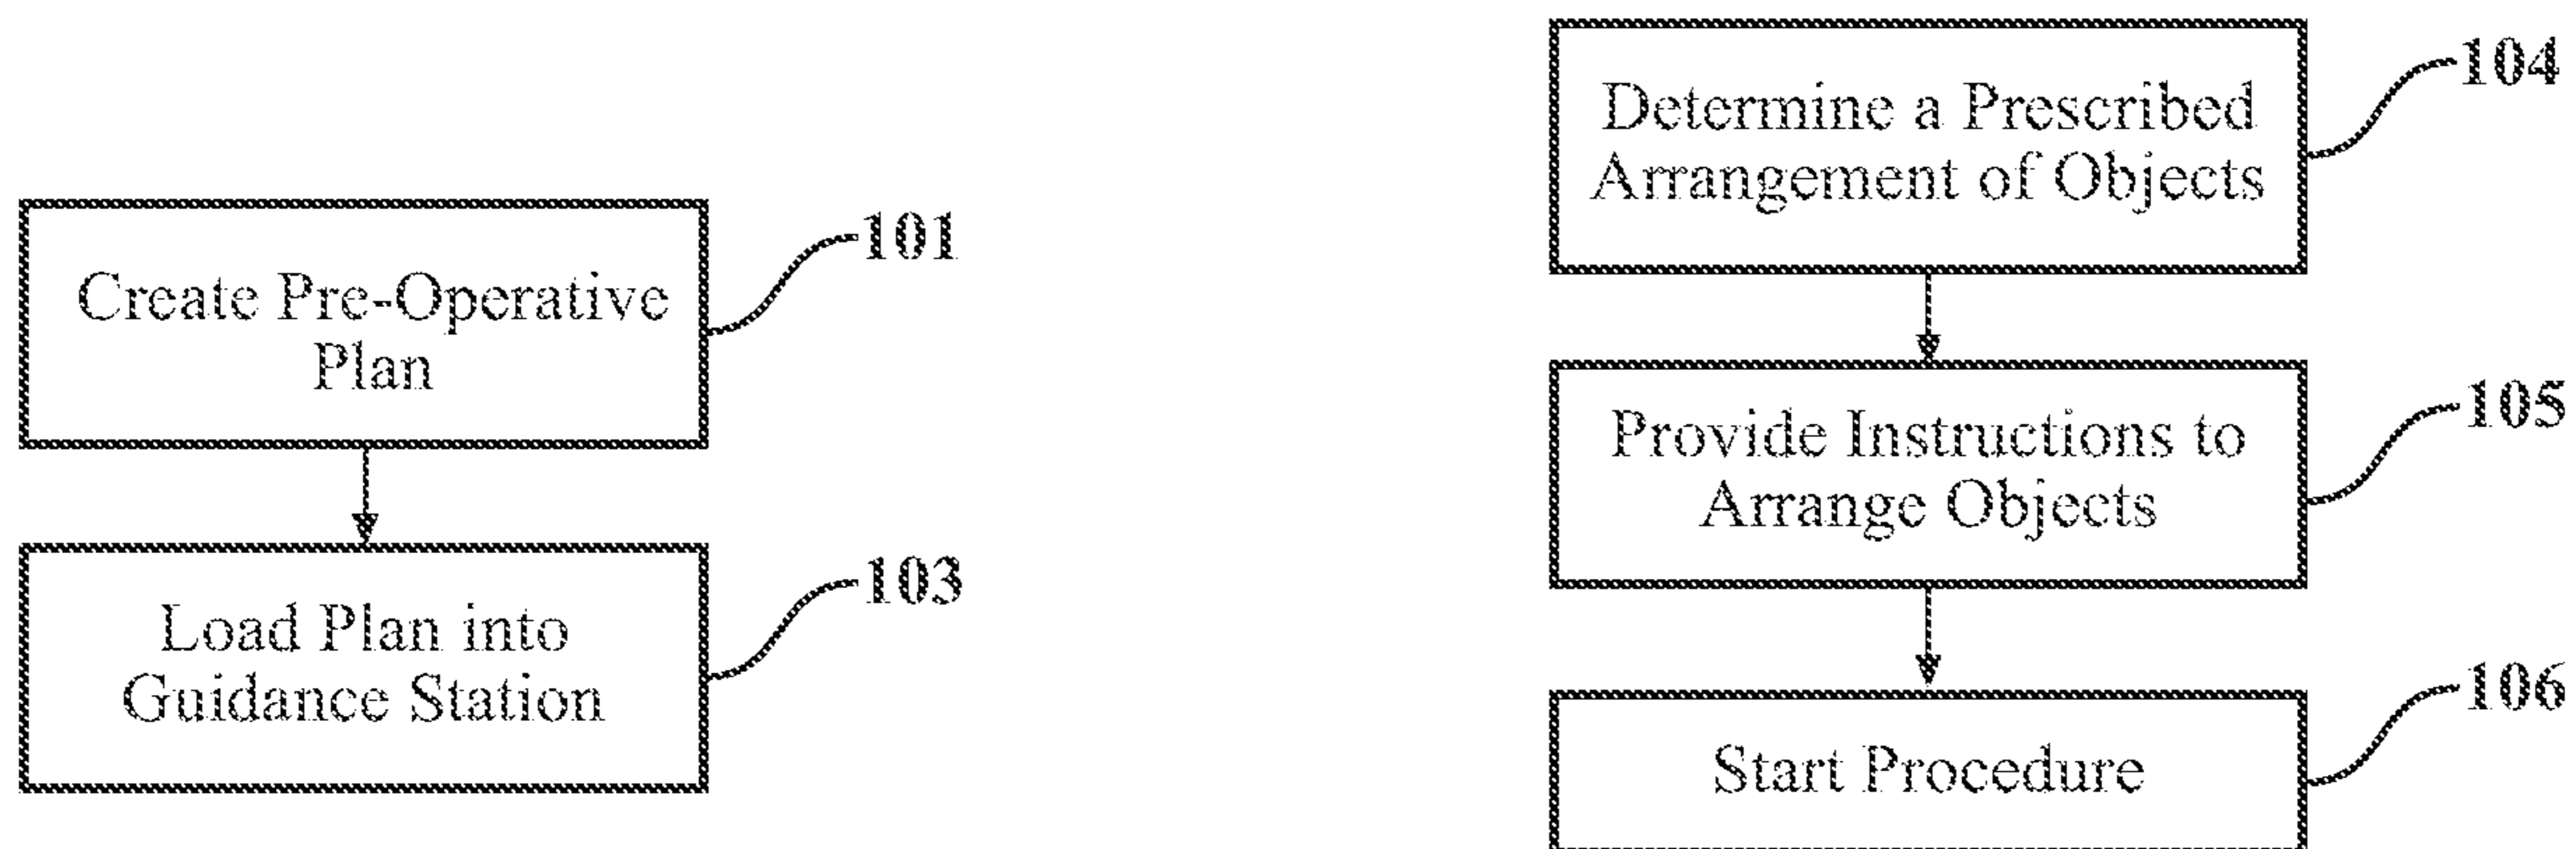 Create Pre-Operative
Plan
101
Load Plan into
Guidance Station
103
Determine a Prescribed
Arrangement of Objects
104
Provide Instructions to
Arrange Objects
105
Start Procedure
106